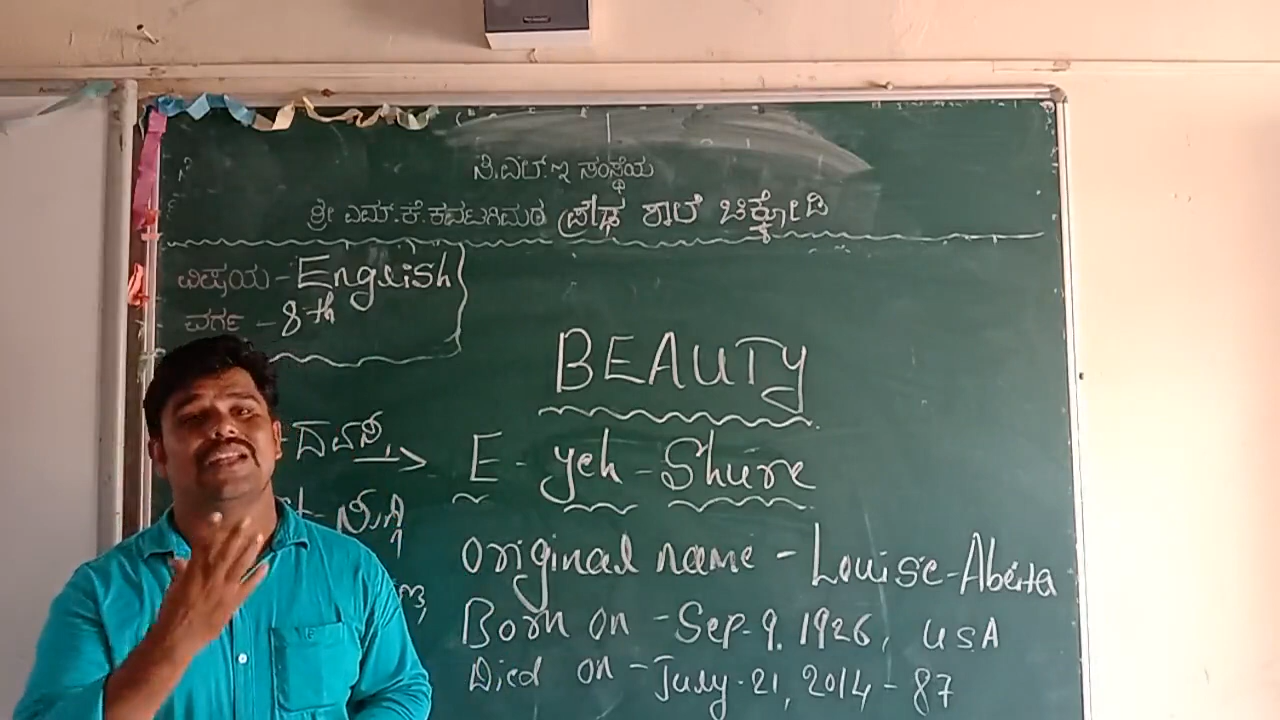 ಸಿ.ಎಲ್.ಇ ಸಂಸ್ಥೆಯ
ಶ್ರೀ ಎಮ್.ಕೆ.ಕವಟಗಿಮಠ ಪ್ರೌಢ ಶಾಲೆ ಚಿಕ್ಕೋಡಿ
ವಿಷಯ - English
ವರ್ಗ - 8th
BEAUTY
E - yeh - Shure
Original name - Louise-Abeita
Born on - Sep. 9. 1926, USA
Died on - July. 21, 2014 - 87